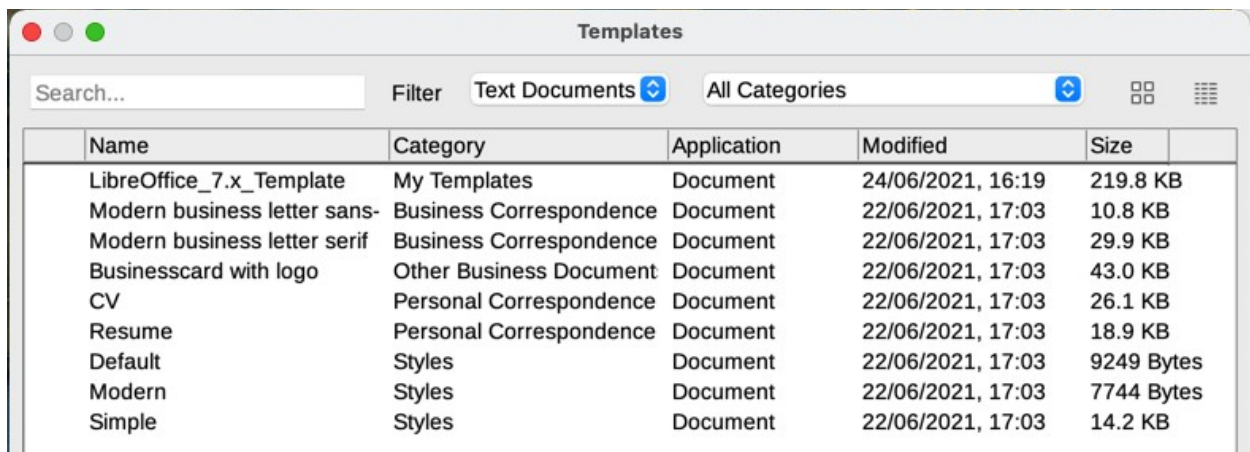 Templates
Search... Filter Text Documents All Categories
Name Category Application Modified Size
LibreOffice_7.x_Template My Templates Document 24/06/2021, 16:19 219.8 KB
Modern business letter sans- Business Correspondence Document 22/06/2021, 17:03 10.8 KB
Modern business letter serif Business Correspondence Document 22/06/2021, 17:03 29.9 KB
Businesscard with logo Other Business Document Document 22/06/2021, 17:03 43.0 KB
CV Personal Correspondence Document 22/06/2021, 17:03 26.1 KB
Resume Personal Correspondence Document 22/06/2021, 17:03 18.9 KB
Default Styles Document 22/06/2021, 17:03 9249 Bytes
Modern Styles Document 22/06/2021, 17:03 7744 Bytes
Simple Styles Document 22/06/2021, 17:03 14.2 KB